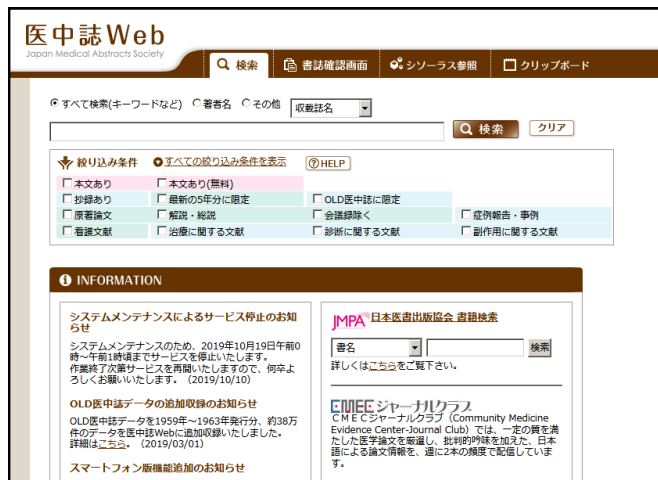 医中誌Web
Japan Medical Abstracts Society
検索 書誌確認画面 シソーラス参照 クリップボード
すべて検索(キーワードなど) 著者名 その他 収載誌名
検索 クリア
絞り込み条件 すべての絞り込み条件を表示 HELP
本文あり 本文あり(無料)
抄録あり 最新の5年分に限定 OLD医中誌に限定
原著論文 解説・総説 会議録除く 症例報告・事例
看護文献 治療に関する文献 診断に関する文献 副作用に関する文献
INFORMATION
システムメンテナンスによるサービス停止のお知
らせ
システムメンテナンスのため、2019年10月19日午前0
時~午前1時頃までサービスを停止いたします。
作業終了次第サービスを再開いたしますので、何卒よ
ろしくお願いいたします。(2019/10/10)
OLD医中誌データの追加収録のお知らせ
OLD医中誌データを1959年~1963年発行分、約38万
件のデータを医中誌Webに追加収録いたしました。
詳細はこちら。(2019/03/01)
スマートフォン版機能追加のお知らせ
JMPA 日本医書出版協会 書籍検索
書名 検索
詳しくはこちらをご覧下さい。
CMEC ジャーナルクラブ
CMECジャーナルクラブ(Community Medicine
Evidence Center-Journal Club)では、一定の質を満
たした医学論文を厳選し、批判的吟味を加えた、日本
語による論文情報を、週に2本の頻度で配信していま
す。